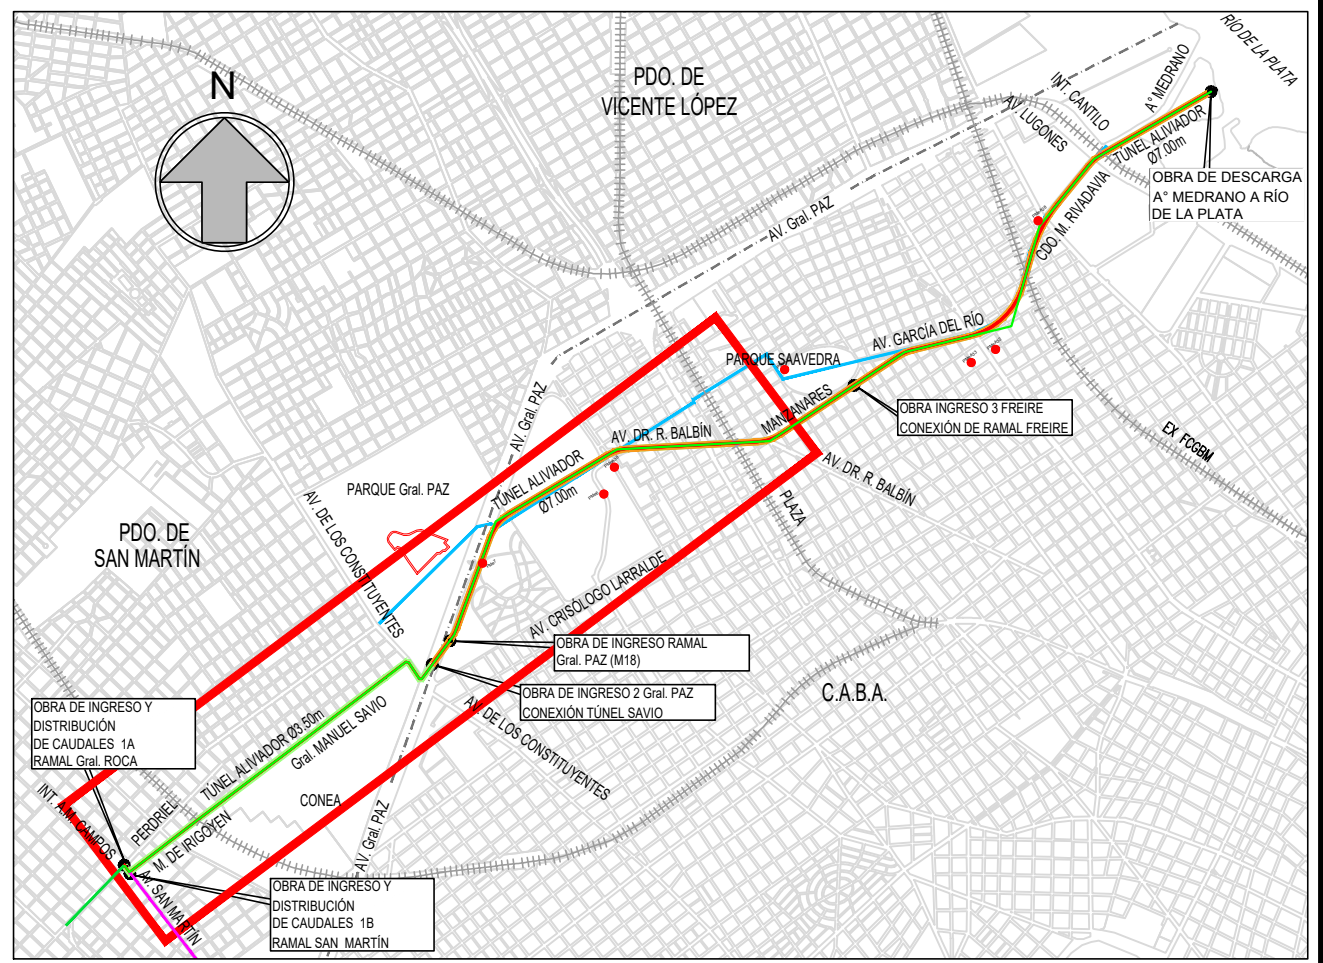 RÍO DE LA PLATA
N
PDO. DE
VICENTE LÓPEZ
INT. CANTILO
A° MEDRANO
AV. LUGONES
TUNEL ALIVIADOR
Ø7.00m
OBRA DE DESCARGA
A° MEDRANO A RÍO
DE LA PLATA
AV. Gral. PAZ
CDO. M. RIVADAVIA
AV. GARCÍA DEL RÍO
PARQUE SAAVEDRA
MANZANARES
OBRA INGRESO 3 FREIRE
CONEXIÓN DE RAMAL FREIRE
AV. Gral. PAZ
AV. DR. R. BALBÍN
EX FCGBM
AV. DR. R. BALBÍN
TUNEL ALIVIADOR
Ø7.00m
PARQUE Gral. PAZ
AV. DE LOS CONSTITUYENTES
PLAZA
PDO. DE
SAN MARTÍN
AV. CRISÓLOGO LARRALDE
OBRA DE INGRESO RAMAL
Gral. PAZ (M18)
OBRA DE INGRESO 2 Gral. PAZ
CONEXIÓN TÚNEL SAVIO
C.A.B.A.
AV. DE LOS CONSTITUYENTES
OBRA DE INGRESO Y
DISTRIBUCIÓN
DE CAUDALES 1A
RAMAL Gral. ROCA
TÚNEL ALIVIADOR Ø3.50m
Gral. MANUEL SAVIO
CONEA
INT. A.M. CAMPOS
PERDRIEL
M. DE IRIGOYEN
AV. Gral. PAZ
AV. SAN MARTÍN
OBRA DE INGRESO Y
DISTRIBUCIÓN
DE CAUDALES 1B
RAMAL SAN MARTÍN